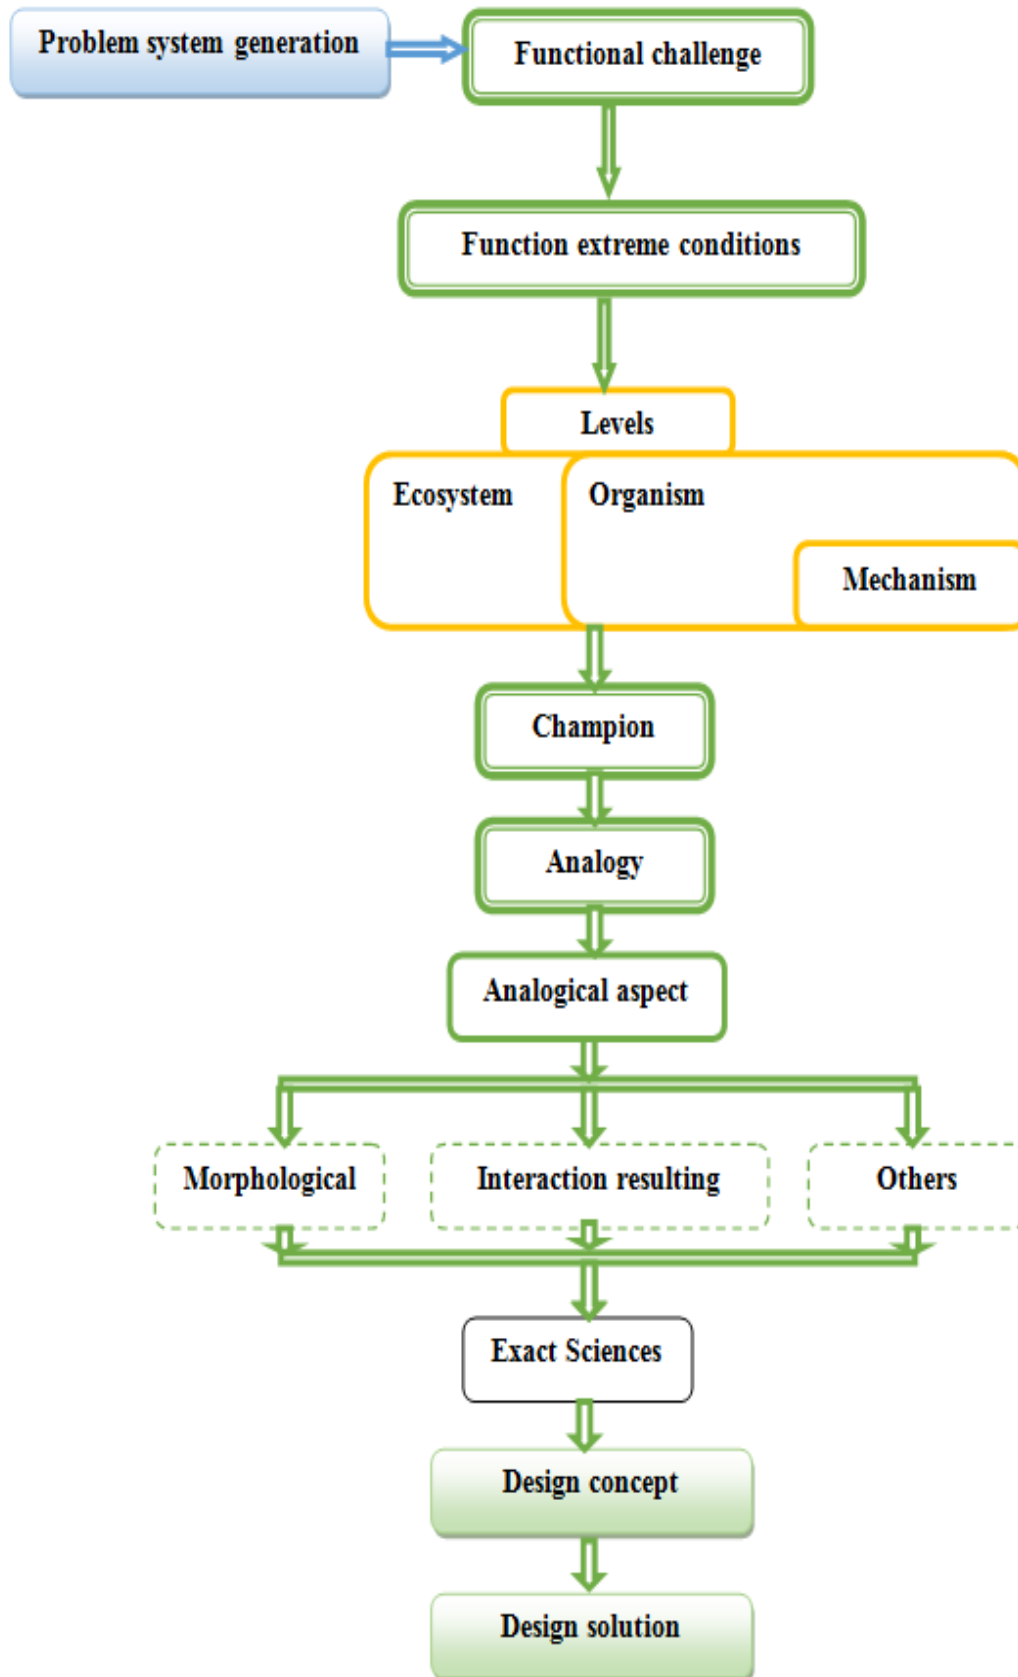 Problem system generation
Functional challenge
Function extreme conditions
Levels
Ecosystem
Organism
Mechanism
Champion
Analogy
Analogical aspect
Morphological
Interaction resulting
Others
Exact Sciences
Design concept
Design solution